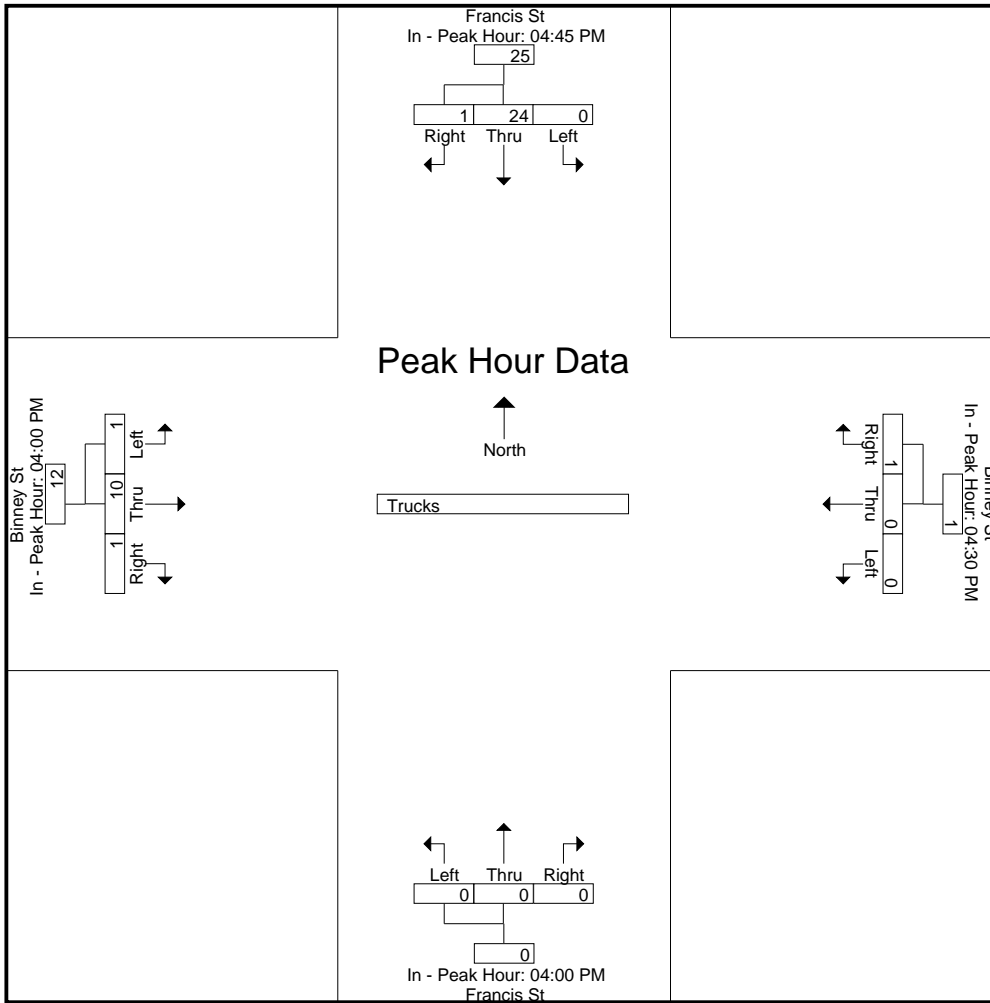 Francis St
In - Peak Hour: 04:45 PM
25
1 24 0
Right Thru Left
Peak Hour Data
North
Trucks
Binney St
In - Peak Hour: 04:00 PM
12
1 10 1
Left Thru Right
Binney St
In - Peak Hour: 04:30 PM
1
1 0 0
Right Thru Left
Left Thru Right
0 0 0
0
In - Peak Hour: 04:00 PM
Francis St